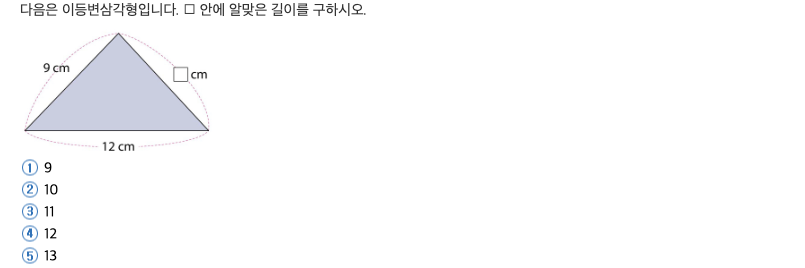 다음은 이등변삼각형입니다. □ 안에 알맞은 길이를 구하시오.
9 cm
□ cm
12 cm
① 9
② 10
③ 11
④ 12
⑤ 13